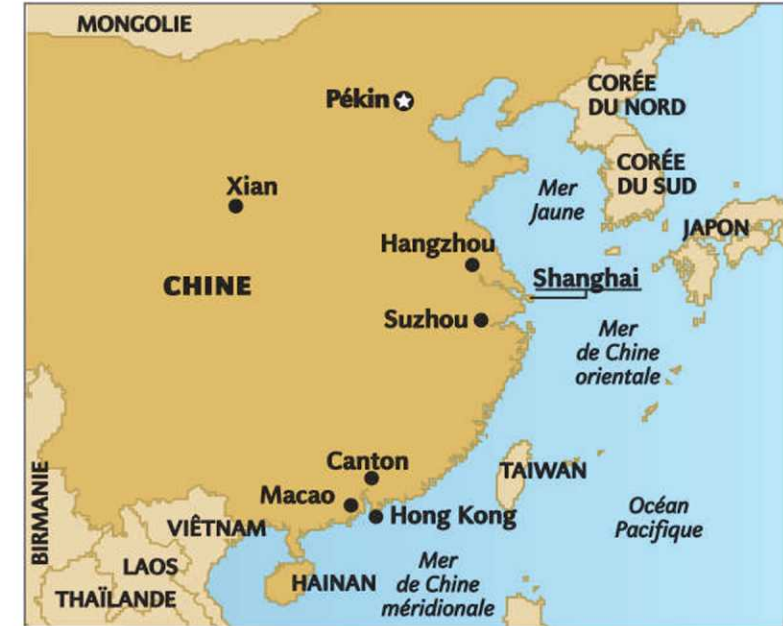 MONGOLIE
Pékin
CORÉE
DU NORD
CORÉE
DU SUD
Xian
Mer
Jaune
JAPON
Hangzhou
CHINE
Shanghai
Suzhou
Mer
de Chine
orientale
Canton
TAIWAN
Macao
Hong Kong
Océan
Pacifique
BIRMANIE
VIÊTNAM
LAOS
HAINAN
THAÏLANDE
Mer
de Chine
méridionale